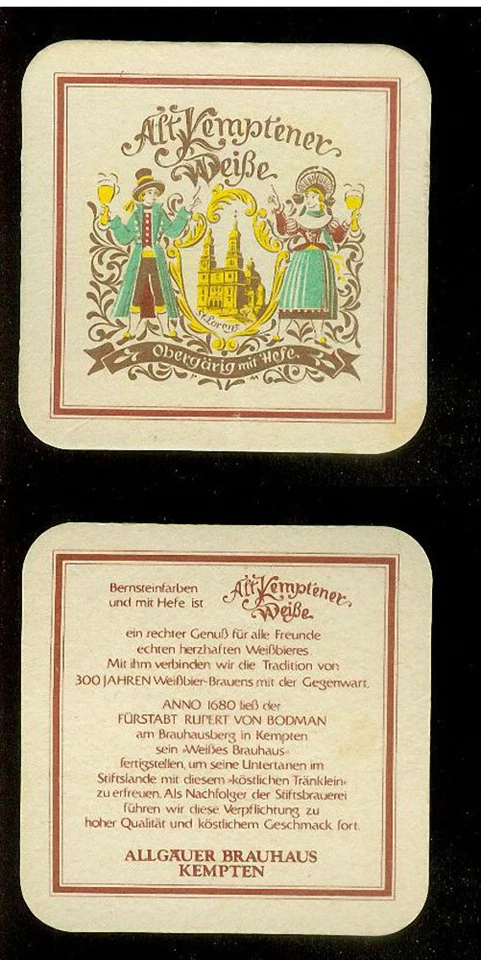 Alt Kemptener
Weiße
St. Lorenz
Obergärig mit Hefe.
Bernsteinfarben
und mit Hefe ist
Alt Kemptener
Weiße
ein rechter Genuß für alle Freunde
echten herzhaften Weißbieres.
Mit ihm verbinden wir die Tradition von
300 JAHREN Weißbier-Brauens mit der Gegenwart.
ANNO 1680 ließ der
FÜRSTABT RUPERT VON BODMAN
am Brauhausberg in Kempten
sein »Weißes Brauhaus«
fertigstellen, um seine Untertanen im
Stiftslande mit diesem »köstlichen Tränklein«
zu erfreuen. Als Nachfolger der Stiftsbrauerei
führen wir diese Verpflichtung zu
hoher Qualität und köstlichem Geschmack fort.
ALLGÄUER BRAUHAUS
KEMPTEN